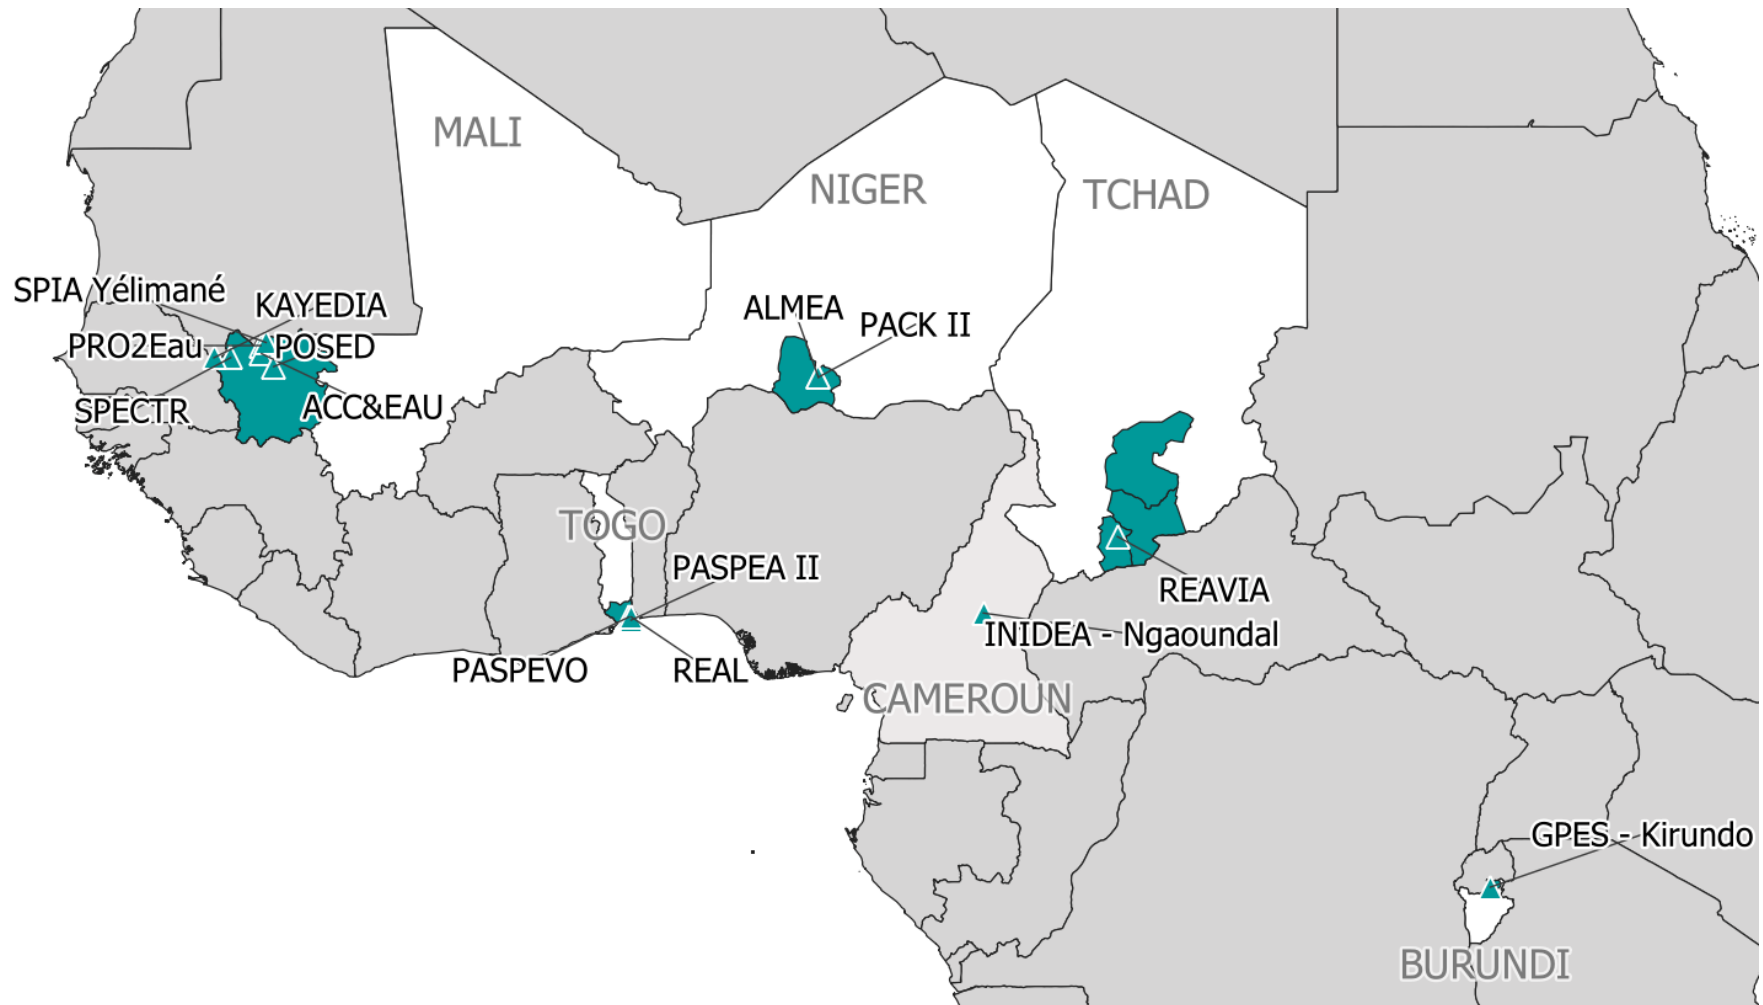 MALI
NIGER
TCHAD
SPIA Yélimané
KAYEDIA
ALMEA
PACK II
PRO2Eau
POSED
SPECTR
ACC&EAU
TOGO
PASPEA II
REAVIA
INIDEA - Ngaoundal
PASPEVO
REAL
CAMEROUN
GPES - Kirundo
BURUNDI